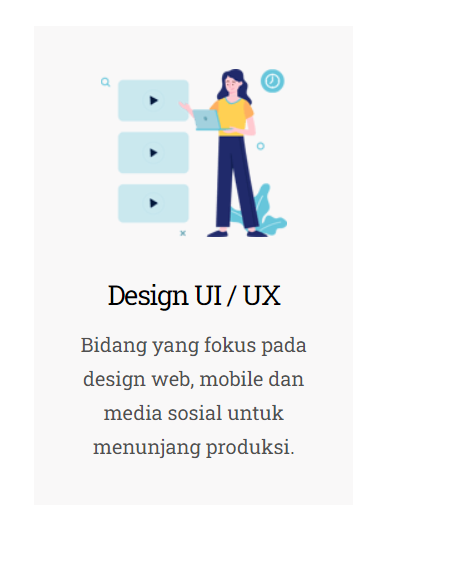 Design UI / UX
Bidang yang fokus pada
design web, mobile dan
media sosial untuk
menunjang produksi.